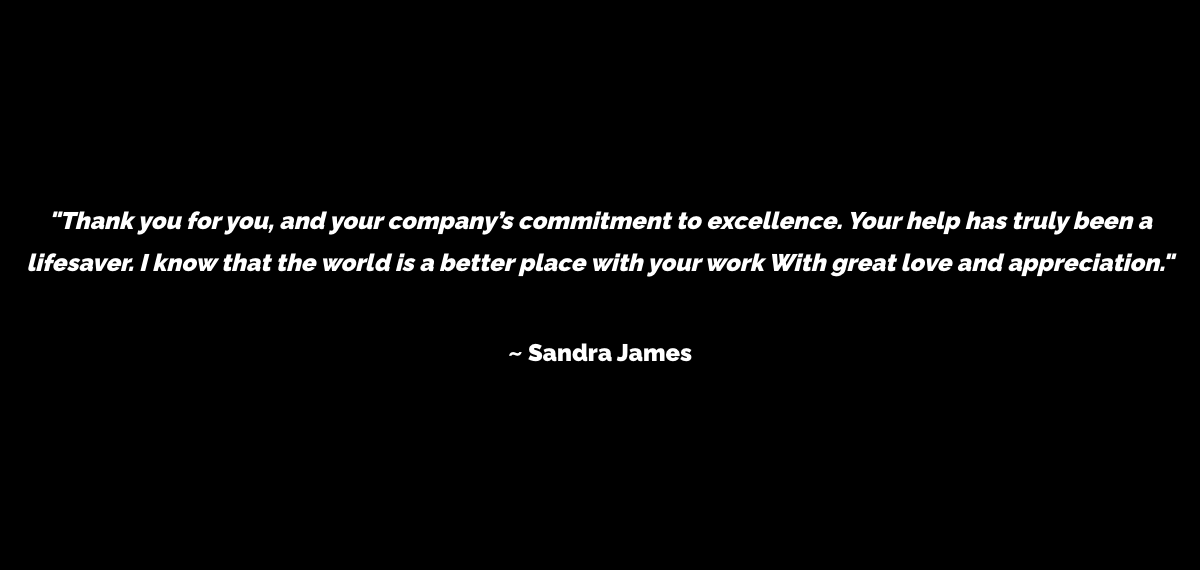 "Thank you for you, and your company’s commitment to excellence. Your help has truly been a
lifesaver. I know that the world is a better place with your work With great love and appreciation."
~ Sandra James